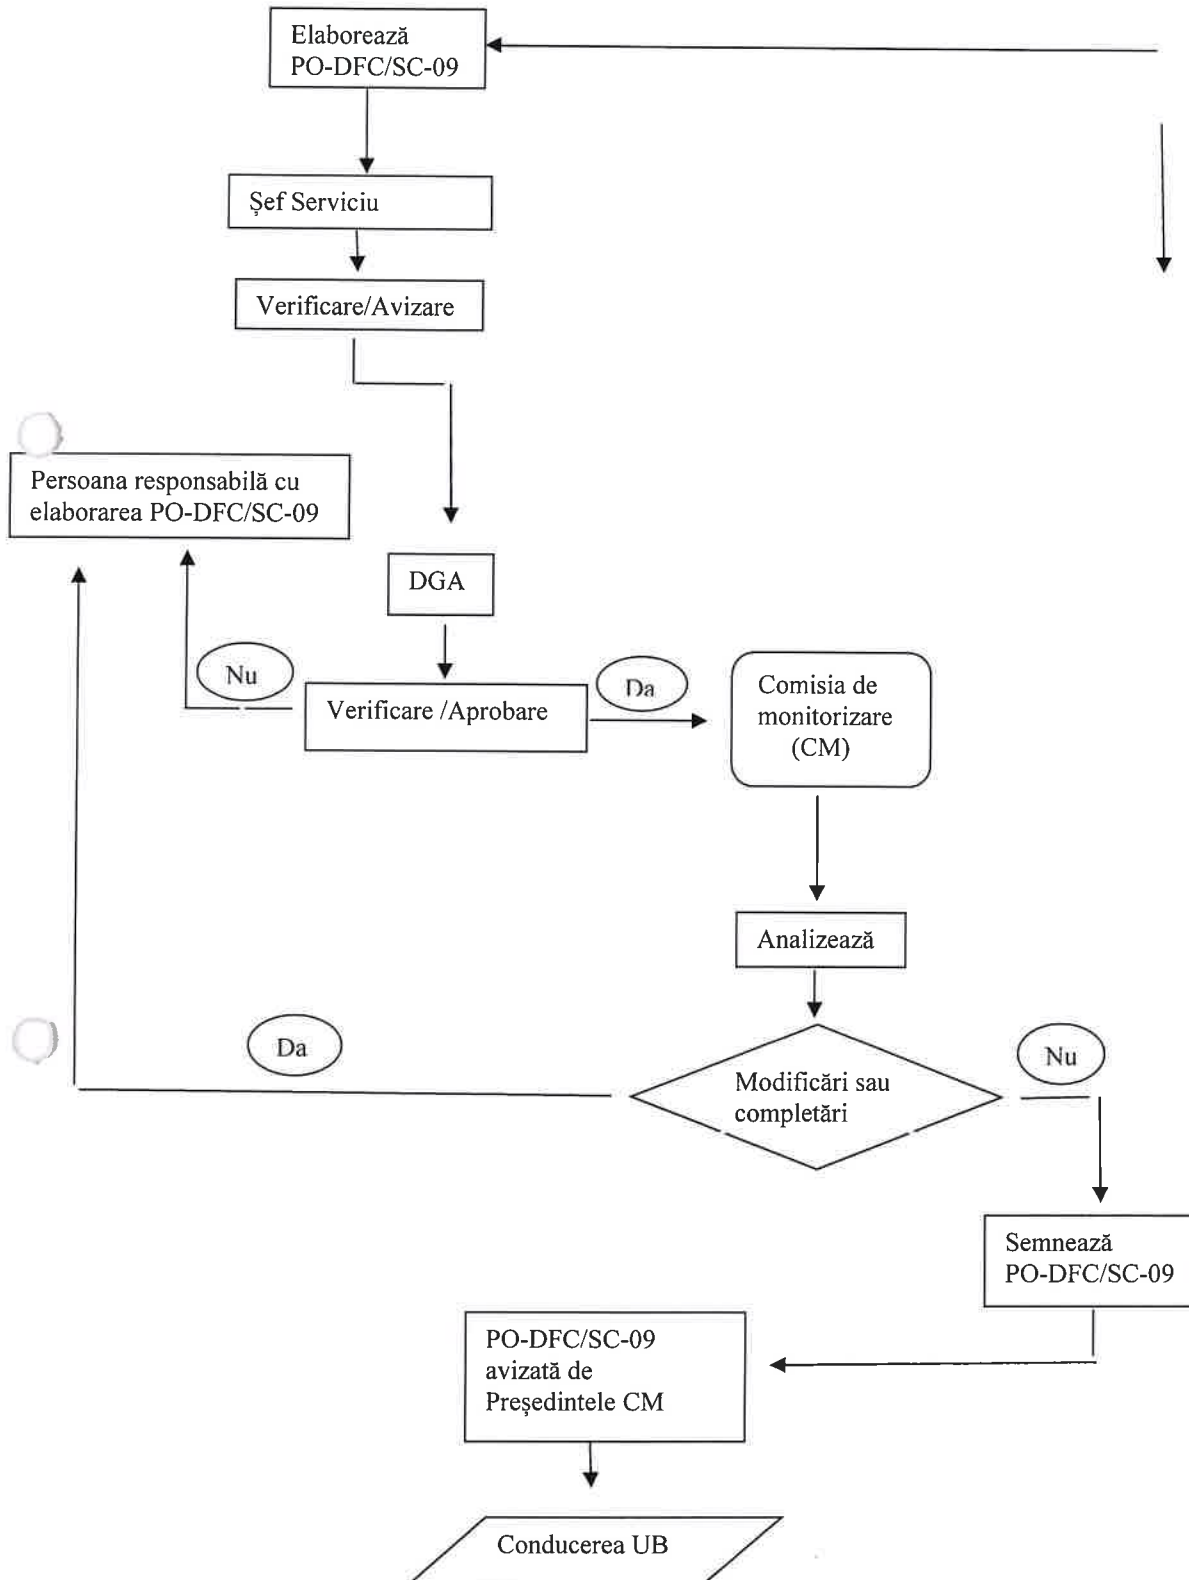 Elaborează
PO-DFC/SC-09
Șef Serviciu
Verificare/Avizare
Persoana responsabilă cu
elaborarea PO-DFC/SC-09
DGA
Nu
Verificare /Aprobare
Da
Comisia de
monitorizare
(CM)
Analizează
Da
Modificări sau
completări
Nu
Semnează
PO-DFC/SC-09
PO-DFC/SC-09
avizată de
Președintele CM
Conducerea UB